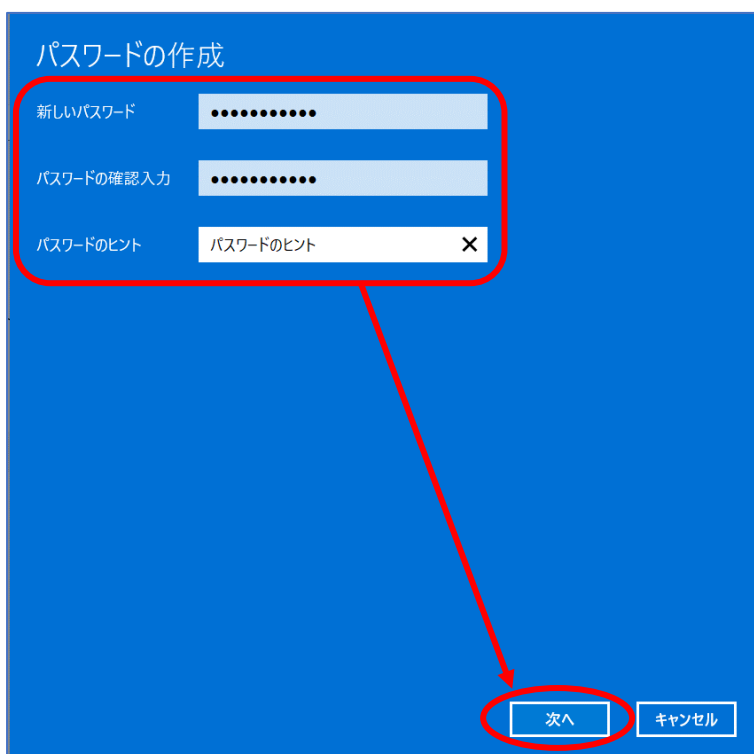 パスワードの作成
新しいパスワード ●●●●●●●●●●●
パスワードの確認入力 ●●●●●●●●●●●
パスワードのヒント パスワードのヒント ✕
次へ キャンセル